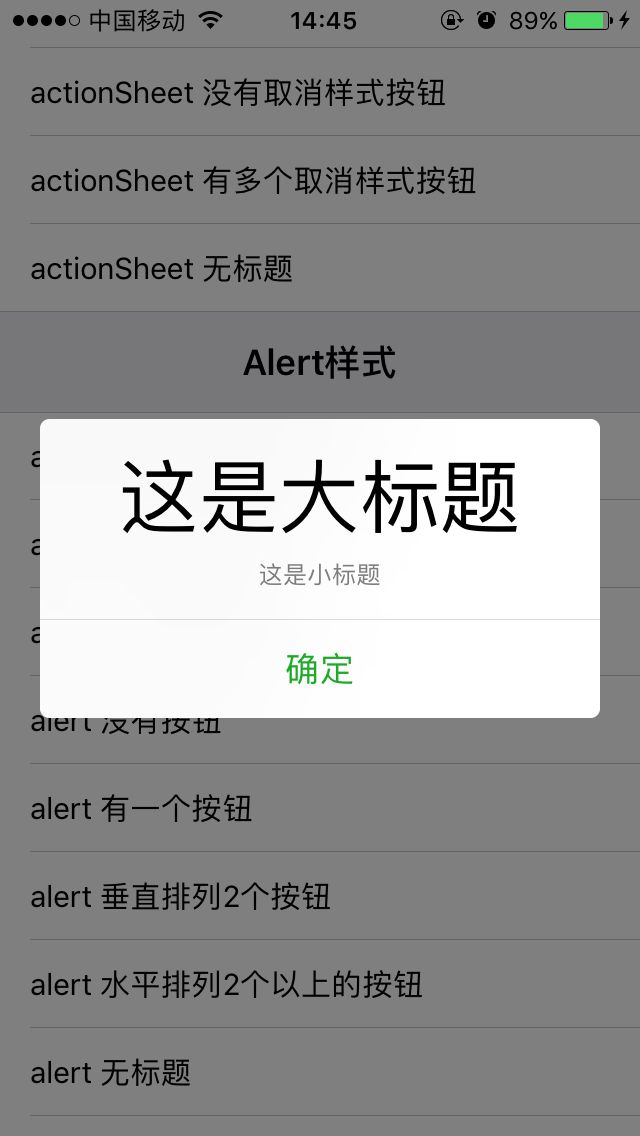 中国移动 14:45 89%
actionSheet 没有取消样式按钮
actionSheet 有多个取消样式按钮
actionSheet 无标题
Alert样式
这是大标题
这是小标题
确定
alert 没有按钮
alert 有一个按钮
alert 垂直排列2个按钮
alert 水平排列2个以上的按钮
alert 无标题